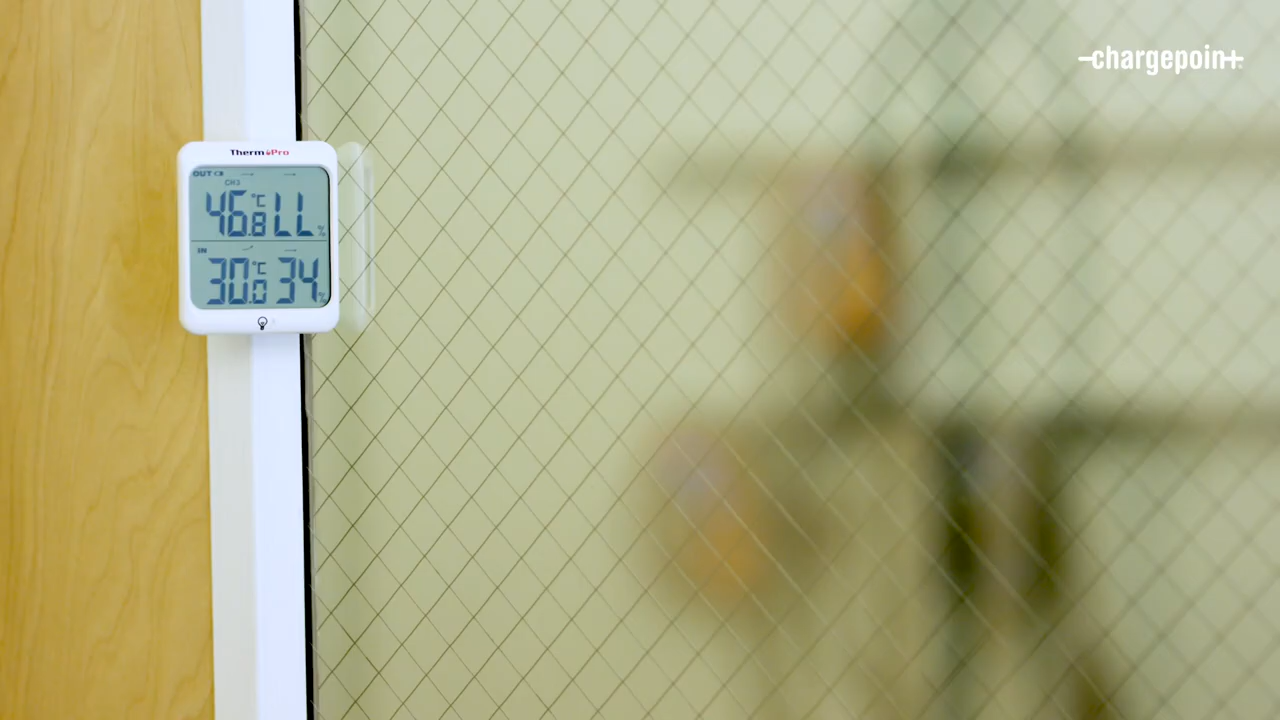 -chargepoin+
ThermoPro
OUT
CH3
46.8 °C LL %
IN
30.0 °C 34 %